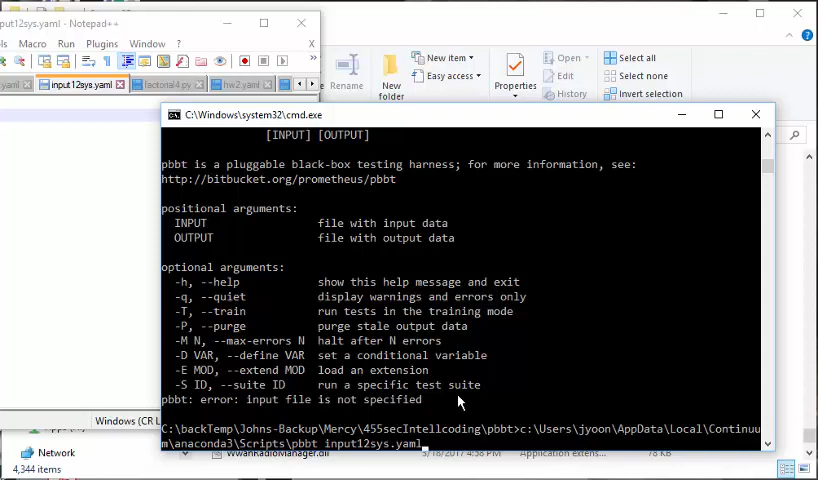 nput12sys.yaml - Notepad++
ls Macro Run Plugins Window ? X
yaml input12sys.yaml factorial4.py hw2.yaml
Rename
New folder
New item
Easy access
Properties
Open
Edit
History
Select all
Select none
Invert selection
C:\Windows\system32\cmd.exe
[INPUT] [OUTPUT]
pbbt is a pluggable black-box testing harness; for more information, see:
http://bitbucket.org/prometheus/pbbt
positional arguments:
INPUT file with input data
OUTPUT file with output data
optional arguments:
-h, --help show this help message and exit
-q, --quiet display warnings and errors only
-T, --train run tests in the training mode
-P, --purge purge stale output data
-M N, --max-errors N halt after N errors
-D VAR, --define VAR set a conditional variable
-E MOD, --extend MOD load an extension
-S ID, --suite ID run a specific test suite
pbbt: error: input file is not specified
C:\backTemp\Johns-Backup\Mercy\455secIntellcoding\pbbt>c:\Users\jyoon\AppData\Local\Continuu
m\anaconda3\Scripts\pbbt input12sys.yaml
Windows (CR L
Network
WwanRadioManager.dll 3/18/2017 4:58 PM Application extens... 78 KB
4,344 items